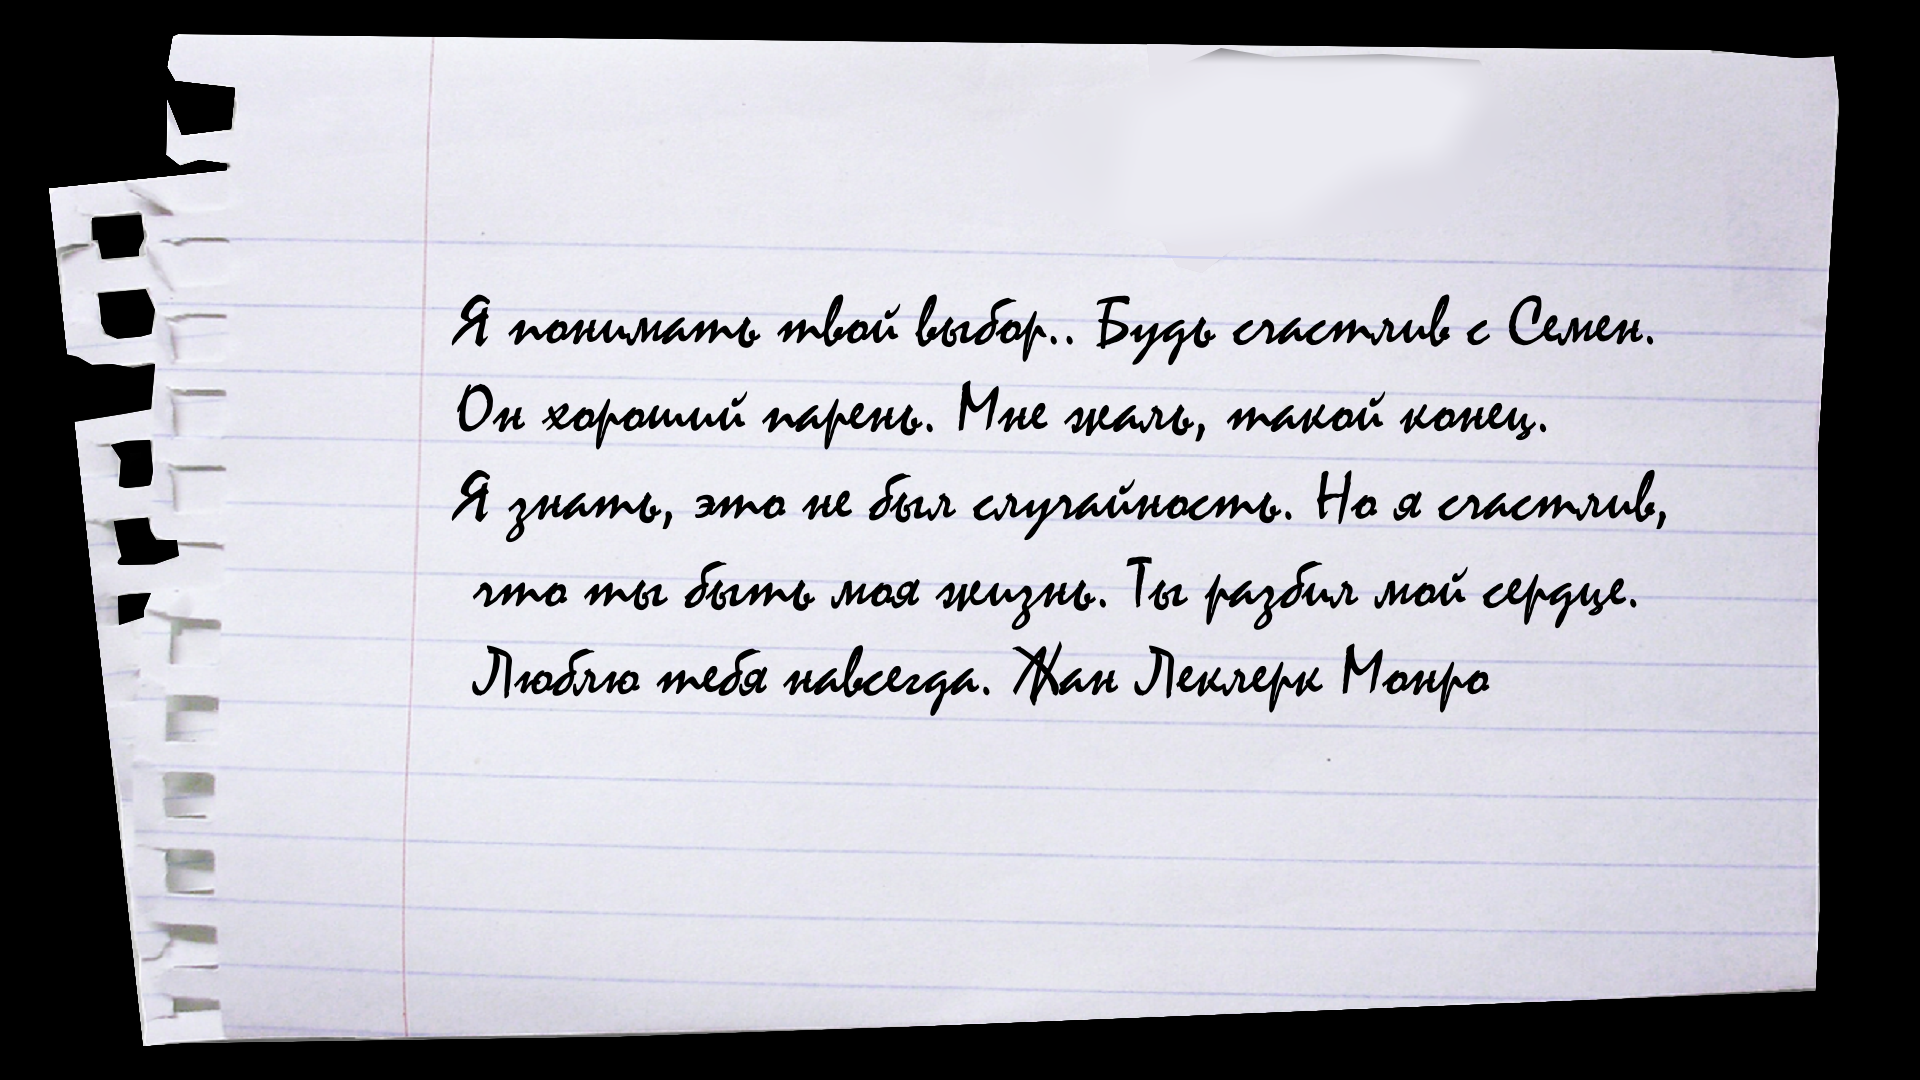 Я понимать твой выбор.. Будь счастлив с Семен.
Он хороший парень. Мне жаль, такой конец.
Я знать, это не был случайность. Но я счастлив,
что ты быть моя жизнь. Ты разбил мой сердце.
Люблю тебя навсегда. Жан Леклерк Монро